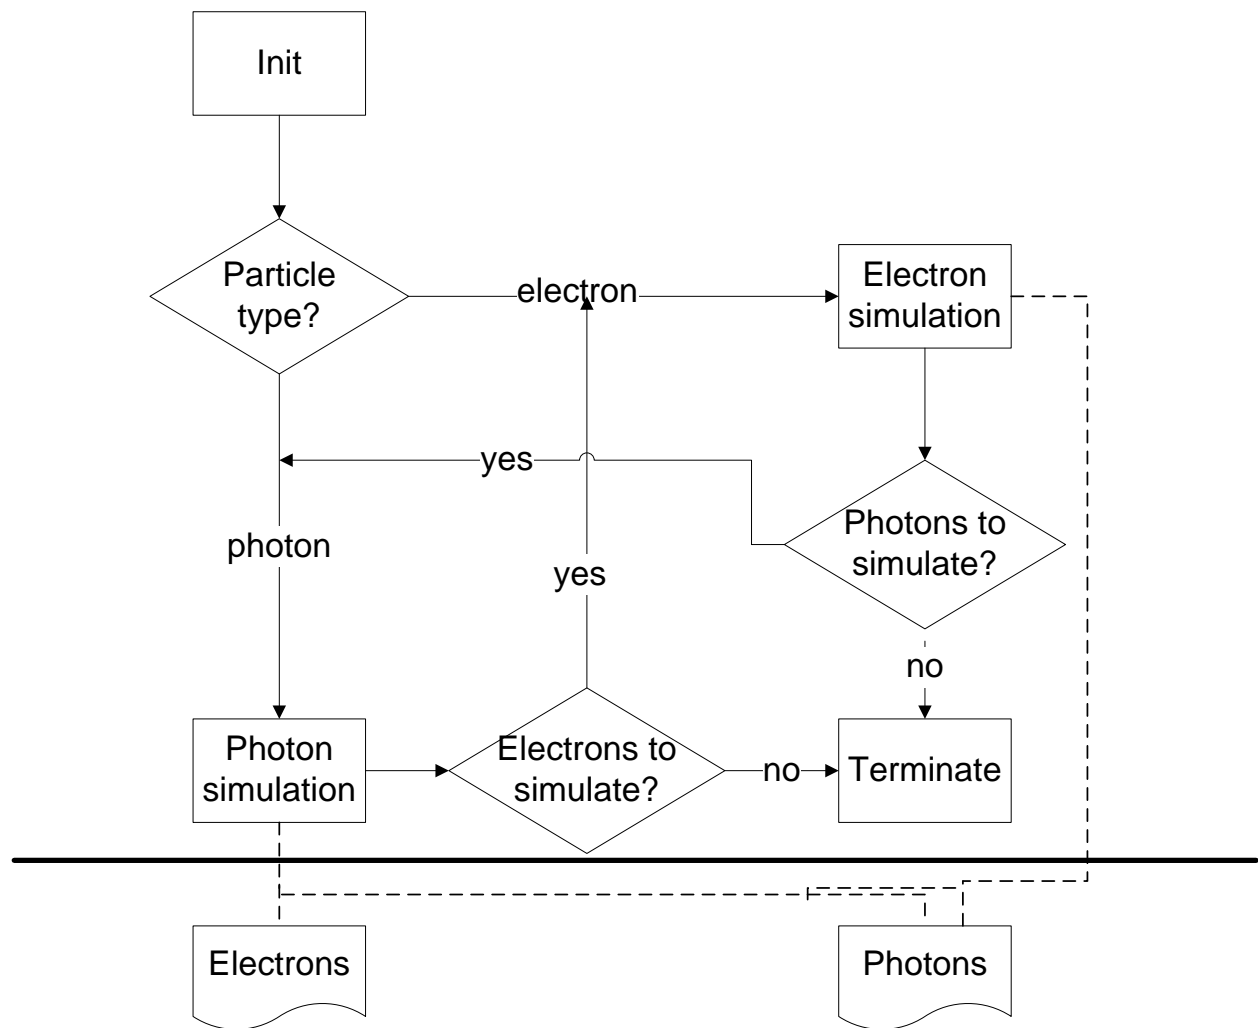 Init
Particle
type?
electron
Electron
simulation
yes
photon
yes
Photons to
simulate?
no
Photon
simulation
Electrons to
simulate?
no
Terminate
Electrons
Photons